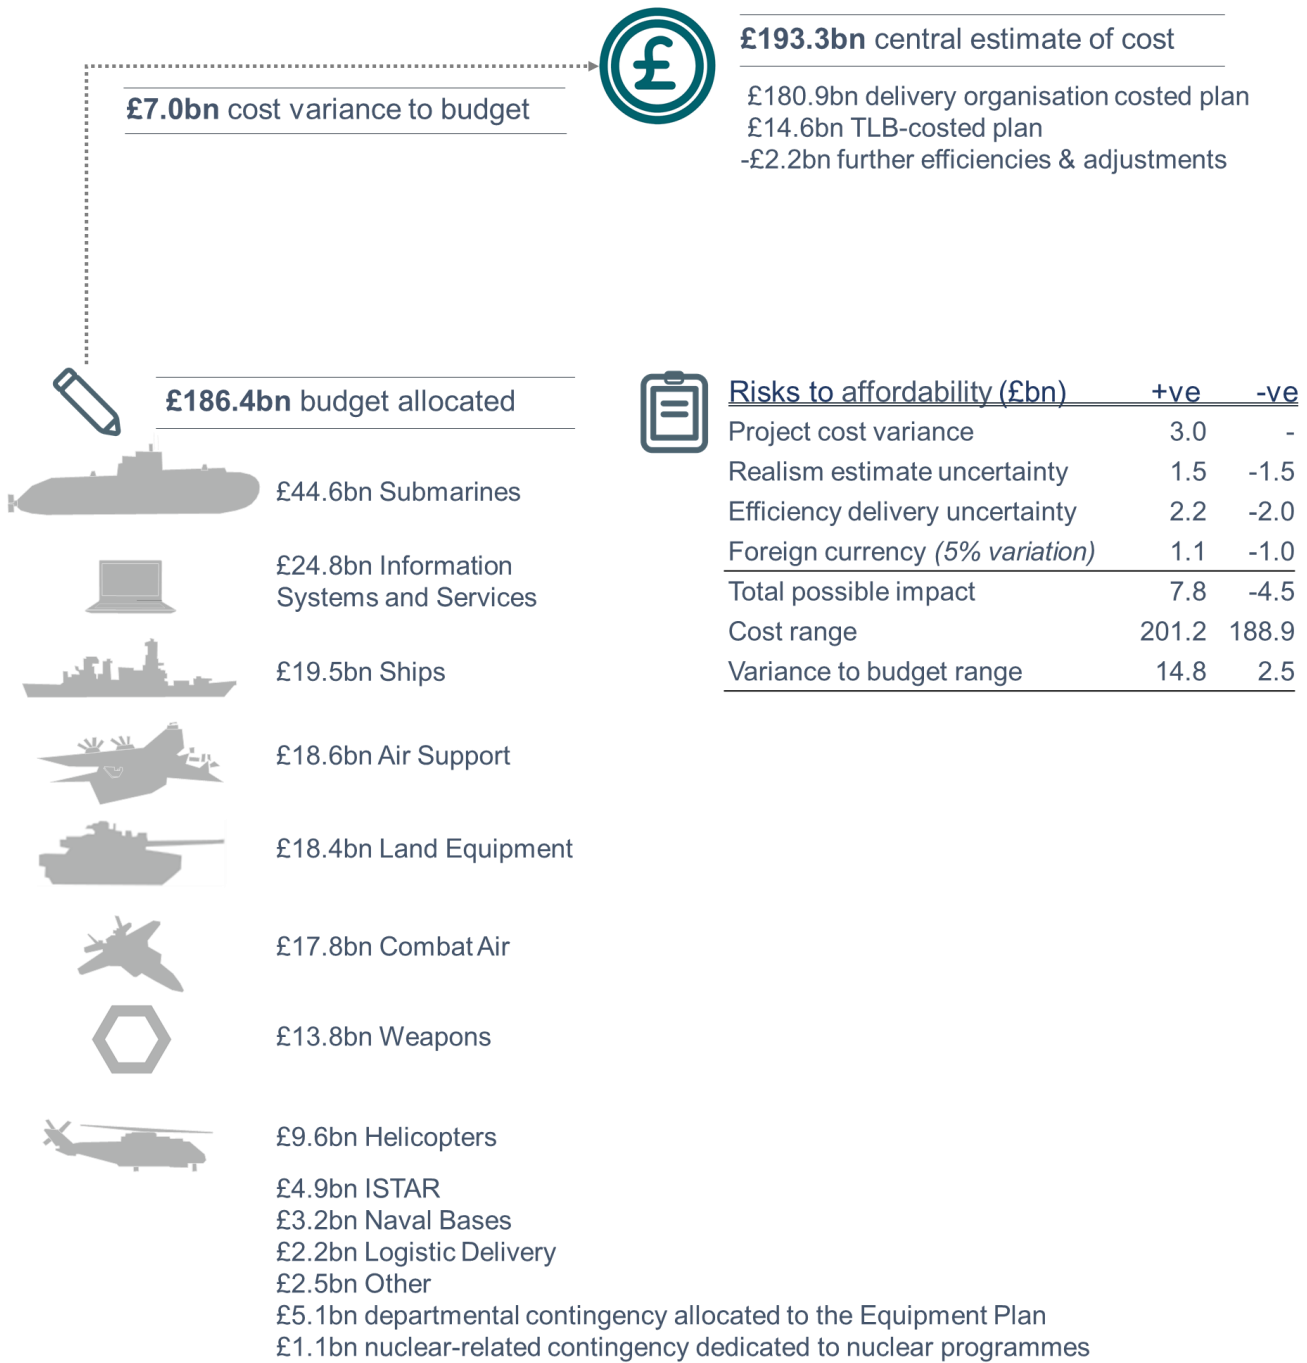 £
£193.3bn central estimate of cost
£7.0bn cost variance to budget
£180.9bn delivery organisation costed plan
£14.6bn TLB-costed plan
-£2.2bn further efficiencies & adjustments
£186.4bn budget allocated
£44.6bn Submarines
£24.8bn Information
Systems and Services
£19.5bn Ships
£18.6bn Air Support
£18.4bn Land Equipment
£17.8bn Combat Air
£13.8bn Weapons
£9.6bn Helicopters
£4.9bn ISTAR
£3.2bn Naval Bases
£2.2bn Logistic Delivery
£2.5bn Other
£5.1bn departmental contingency allocated to the Equipment Plan
£1.1bn nuclear-related contingency dedicated to nuclear programmes
Risks to affordability (£bn) +ve -ve
Project cost variance 3.0 -
Realism estimate uncertainty 1.5 -1.5
Efficiency delivery uncertainty 2.2 -2.0
Foreign currency (5% variation) 1.1 -1.0
Total possible impact 7.8 -4.5
Cost range 201.2 188.9
Variance to budget range 14.8 2.5